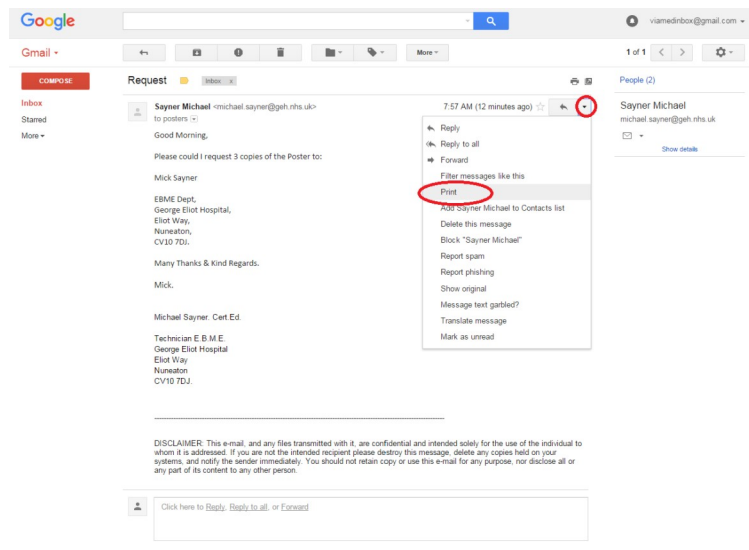 Google
viamedinbox@gmail.com
Gmail
More
1 of 1
COMPOSE
Inbox
Starred
More
Request
Inbox x
People (2)
Sayner Michael <michael.sayner@geh.nhs.uk>
to posters
7:57 AM (12 minutes ago)
Good Morning,
Please could I request 3 copies of the Poster to:
Mick Sayner
EBME Dept,
George Eliot Hospital,
Eliot Way,
Nuneaton,
CV10 7DJ.
Many Thanks & Kind Regards.
Mick.
Michael Sayner. Cert.Ed.
Technician E.B.M.E.
George Eliot Hospital
Eliot Way
Nuneaton
CV10 7DJ.
DISCLAIMER: This e-mail, and any files transmitted with it, are confidential and intended solely for the use of the individual to
whom it is addressed. If you are not the intended recipient please destroy this message, delete any copies held on your
systems, and notify the sender immediately. You should not retain copy or use this e-mail for any purpose, nor disclose all or
any part of its content to any other person.
Click here to Reply, Reply to all, or Forward
Reply
Reply to all
Forward
Filter messages like this
Print
Add Sayner Michael to Contacts list
Delete this message
Block "Sayner Michael"
Report spam
Report phishing
Show original
Message text garbled?
Translate message
Mark as unread
Sayner Michael
michael.sayner@geh.nhs.uk
Show details